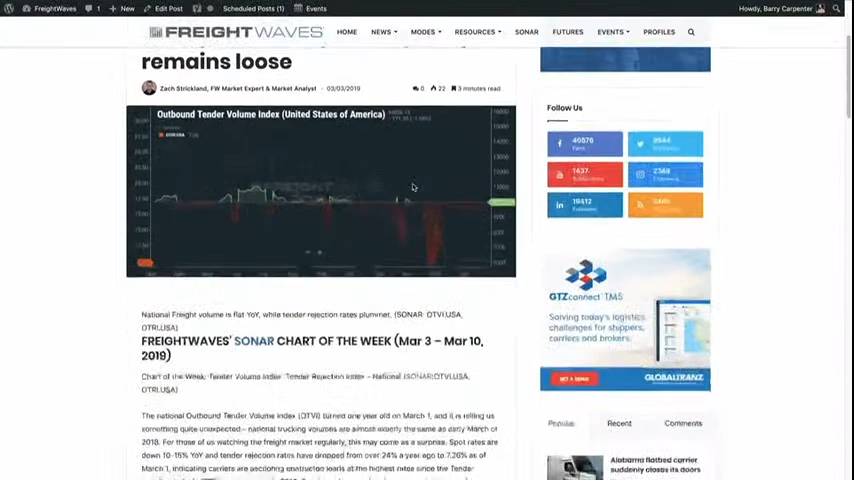 FreightWaves 1 + New Edit Post Scheduled Posts (1) Events Howdy, Barry Carpenter
FREIGHTWAVES HOME NEWS MODES RESOURCES SONAR FUTURES EVENTS PROFILES
remains loose
Zach Strickland, FW Market Expert & Market Analyst - 03/03/2019 0 22 3 minutes read
Outbound Tender Volume Index (United States of America)
Follow Us
40576
Fans
9544
1437
2369
Followers
19412
Followers
GTZconnect TMS
Solving today's logistics
challenges for shippers,
carriers and brokers.
GET A DEMO
GLOBALTRANZ
National Freight volume is flat YoY, while tender rejection rates plummet. (SONAR: OTVI.USA,
OTRI.USA)
FREIGHTWAVES' SONAR CHART OF THE WEEK (Mar 3 – Mar 10,
2019)
Chart of the Week: Tender Volume Index, Tender Rejection Index – National (SONAR:OTVI.USA,
OTRI.USA)
The national Outbound Tender Volume Index (OTVI) turned one year old on March 1, and it is telling us
something quite unexpected– national trucking volumes are almost exactly the same as early March of
2018. For those of us watching the freight market regularly, this may come as a surprise. Spot rates are
down 10-15% YoY and tender rejection rates have dropped from over 24% a year ago to 7.26% as of
March 1, indicating carriers are accepting contracted loads at the highest rates since the Tender
Popular Recent Comments
Alabama flatbed carrier
suddenly closes its doors